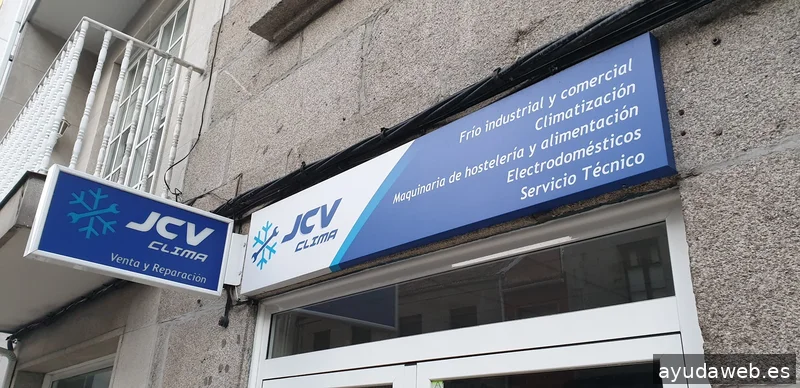 JCV
CLIMA
Venta y Reparación
JCV
CLIMA
Frío industrial y comercial
Climatización
Maquinaria de hostelería y alimentación
Electrodomésticos
Servicio Técnico
ayudaweb.es